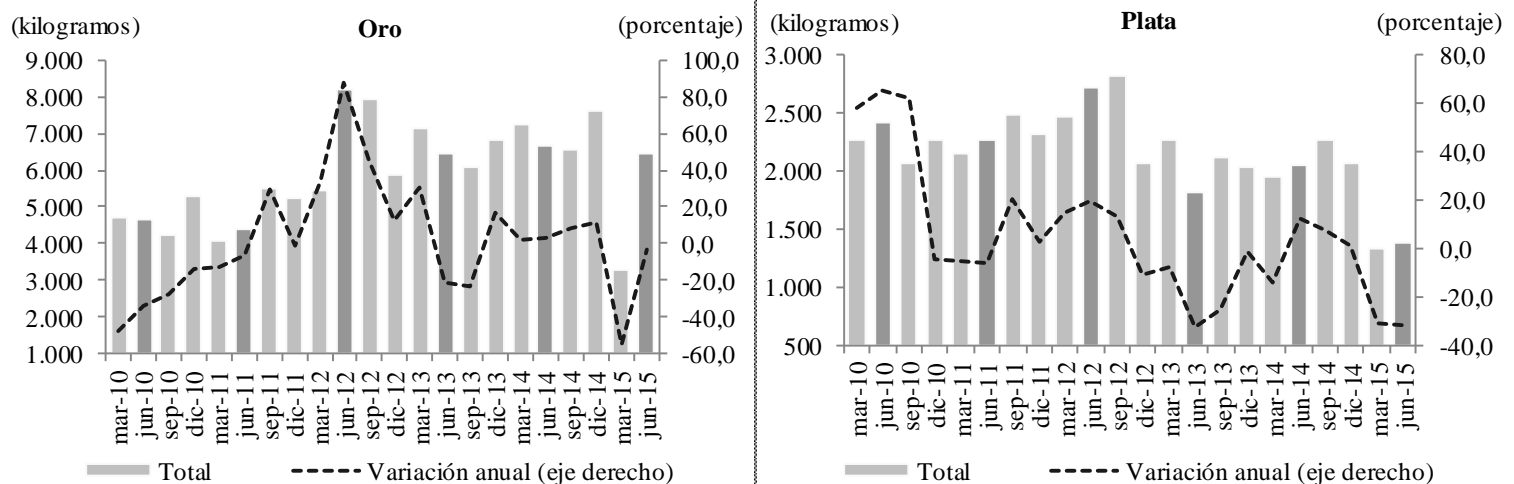 (kilogramos) Oro (porcentaje)
9.000 100,0
8.000 80,0
7.000 60,0
6.000 40,0
5.000 20,0
4.000 0,0
3.000 -20,0
2.000 -40,0
1.000 -60,0
mar-10 jun-10 sep-10 dic-10 mar-11 jun-11 sep-11 dic-11 mar-12 jun-12 sep-12 dic-12 mar-13 jun-13 sep-13 dic-13 mar-14 jun-14 sep-14 dic-14 mar-15 jun-15
Total Variación anual (eje derecho)
(kilogramos) Plata (porcentaje)
3.000 80,0
2.500 60,0
2.000 40,0
1.500 20,0
1.000 0,0
500 -20,0
-40,0
mar-10 jun-10 sep-10 dic-10 mar-11 jun-11 sep-11 dic-11 mar-12 jun-12 sep-12 dic-12 mar-13 jun-13 sep-13 dic-13 mar-14 jun-14 sep-14 dic-14 mar-15 jun-15
Total Variación anual (eje derecho)